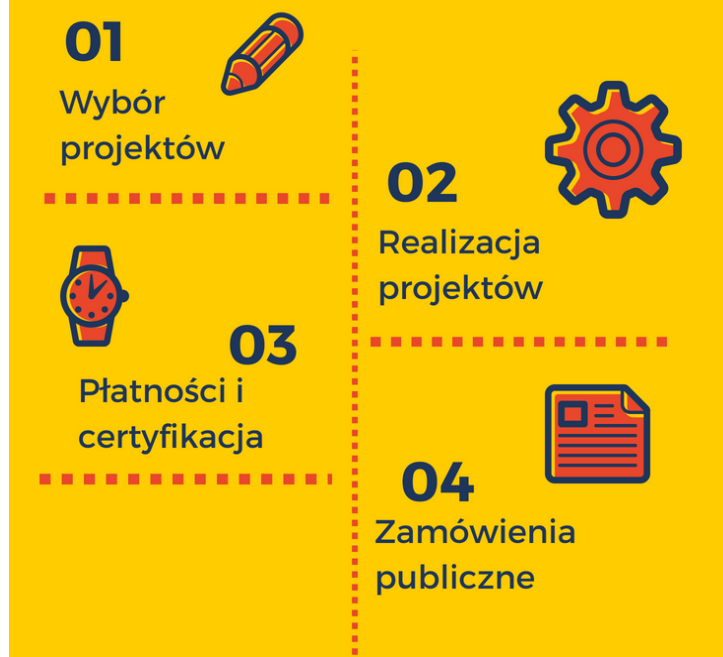 01
Wybór
projektów
02
Realizacja
projektów
03
Płatności i
certyfikacja
04
Zamówienia
publiczne